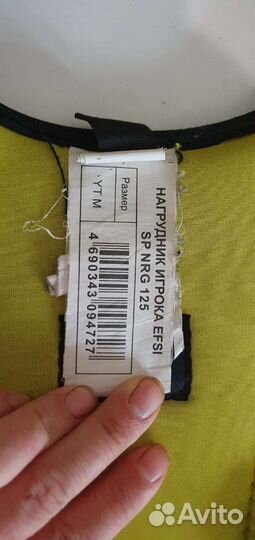 НАГРУДНИК ИГРОКА EFSI
SP NRG 125
Размер
YT M
4 690343 094727
Avito